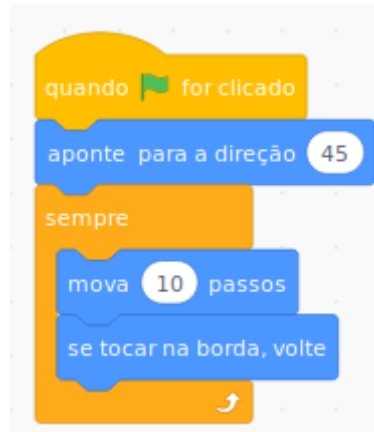 quando for clicado
aponte para a direção 45
sempre
mova 10 passos
se tocar na borda, volte